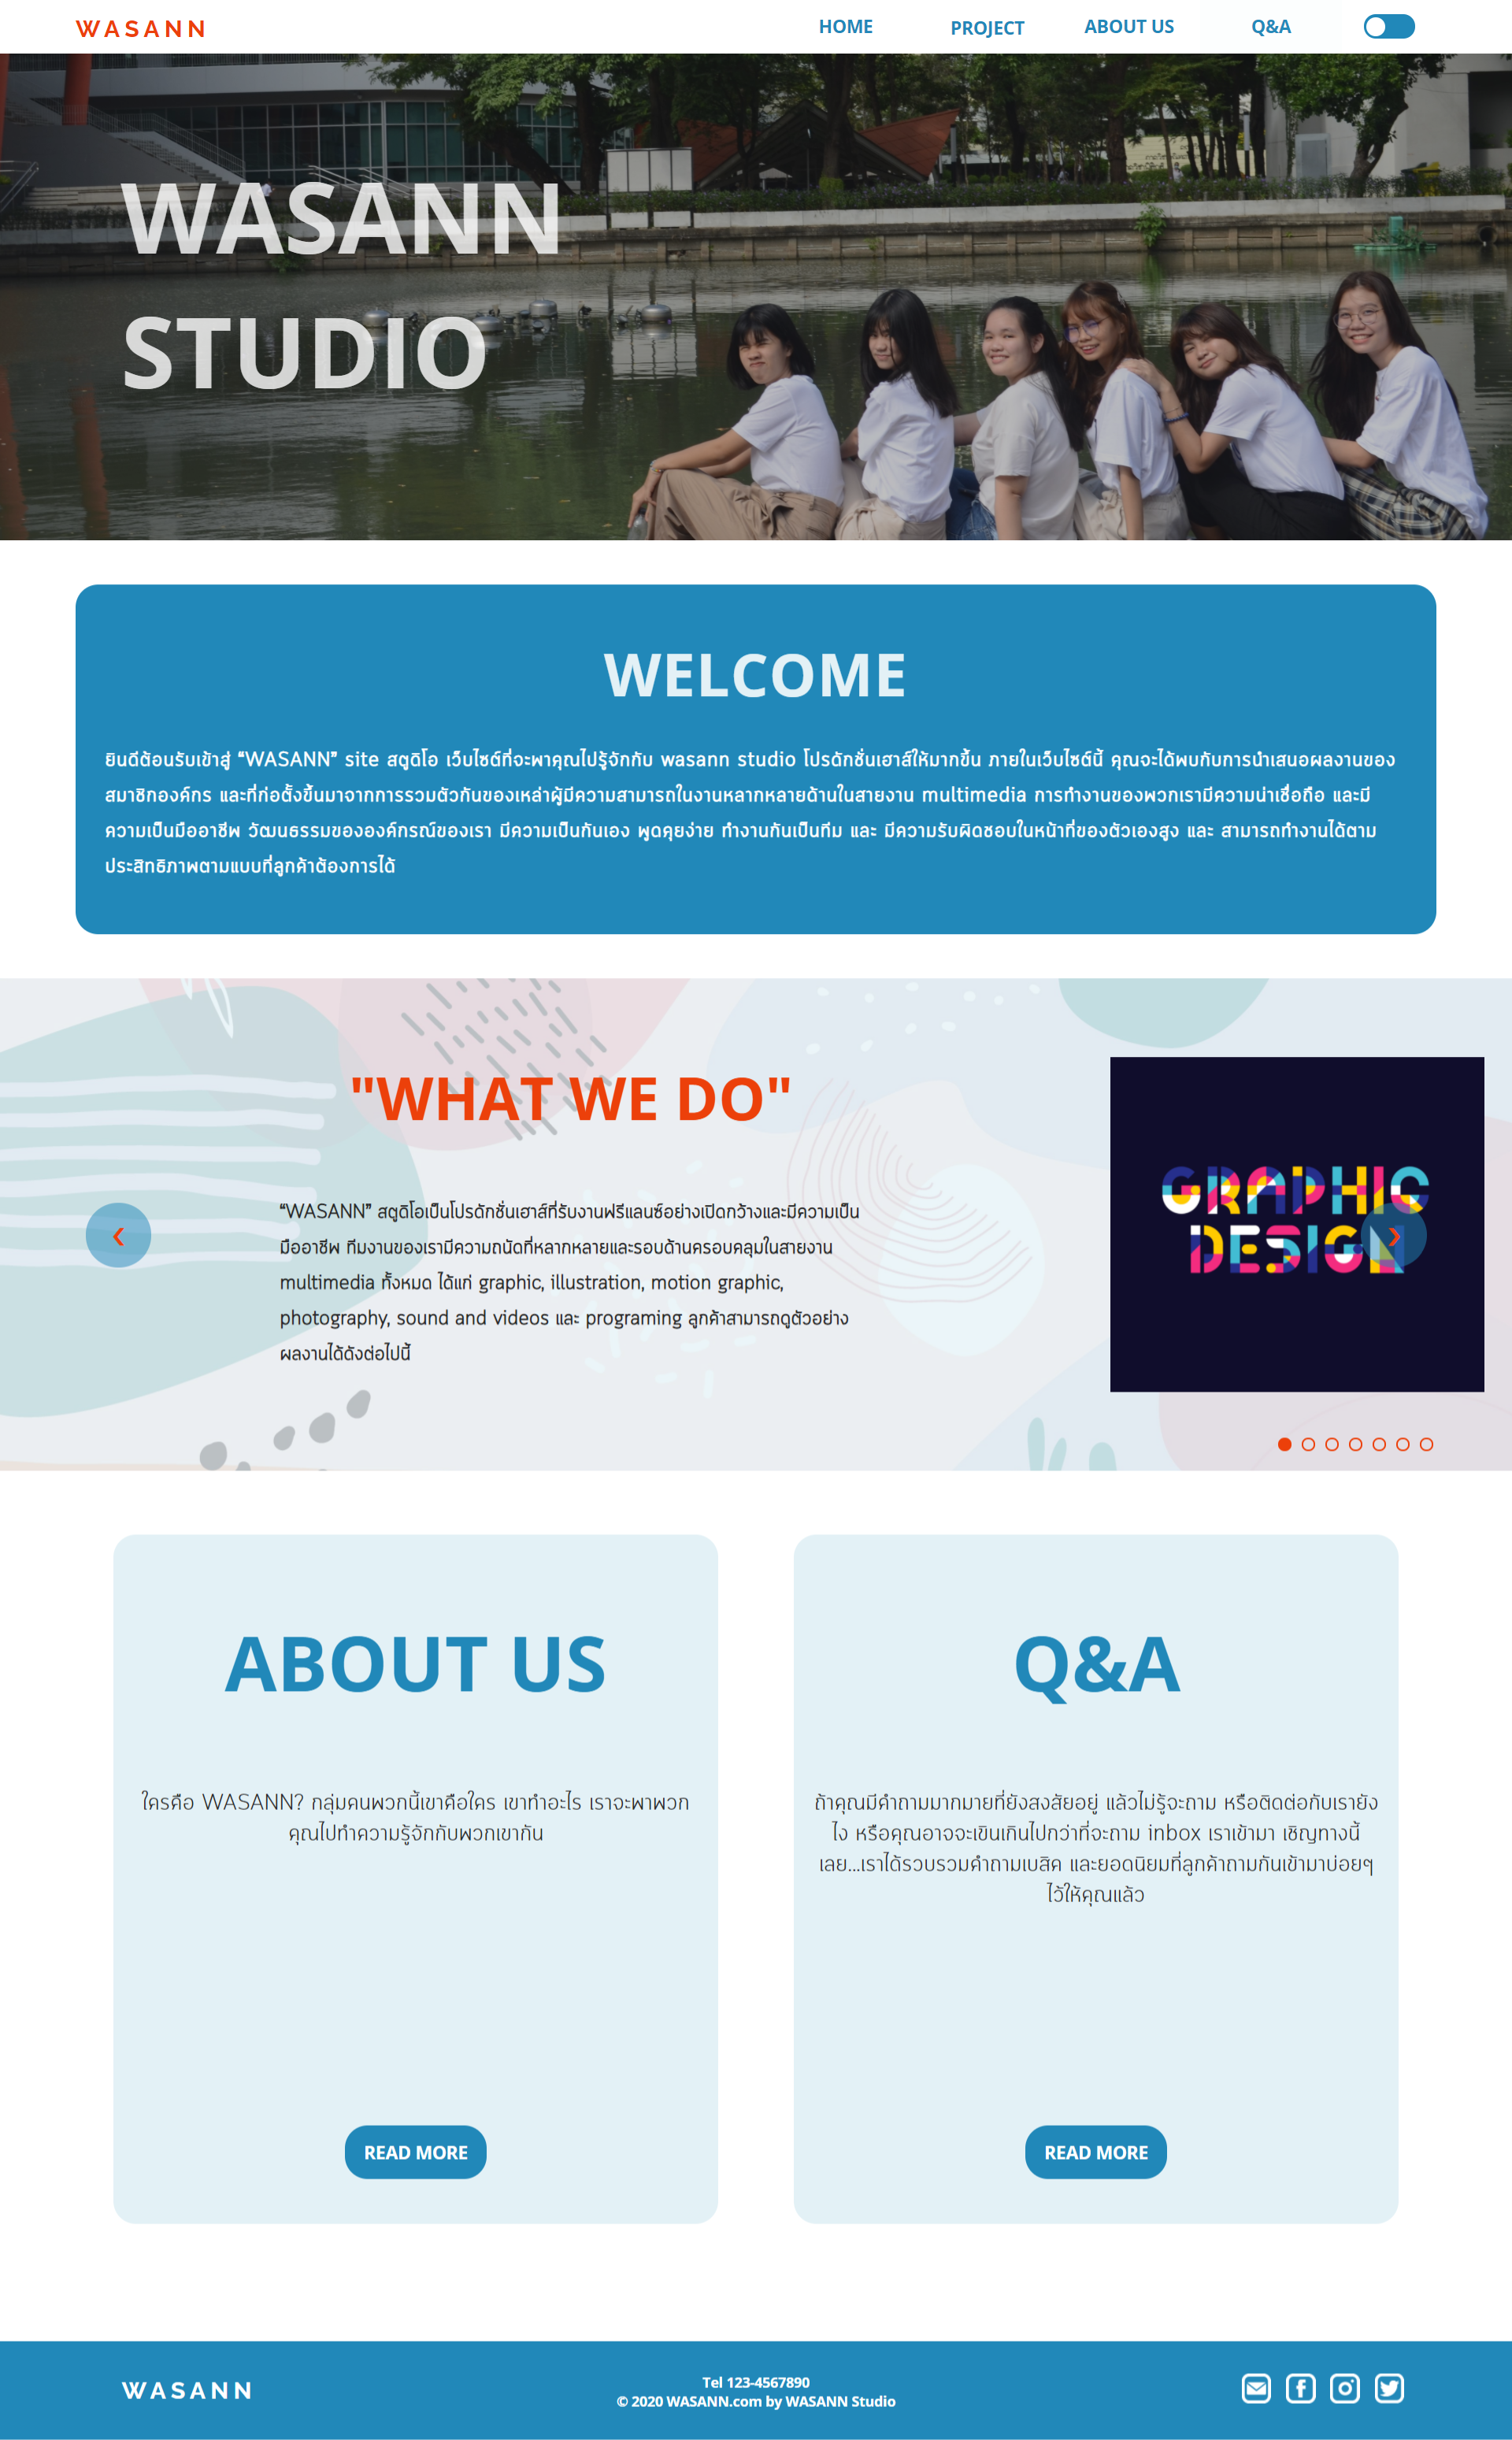 WASANN
HOME PROJECT ABOUT US Q&A
WASANN
STUDIO
WELCOME
ยินดีต้อนรับเข้าสู่ “WASANN” site สตูดิโอ เว็บไซต์ที่จะพาคุณไปรู้จักกับ wasann studio โปรดักชั่นเฮาส์ให้มากขึ้น ภายในเว็บไซต์นี้ คุณจะได้พบกับการนำเสนอผลงานของ
สมาชิกองค์กร และที่ก่อตั้งขึ้นมาจากการรวมตัวกันของเหล่าผู้มีความสามารถในงานหลากหลายด้านในสายงาน multimedia การทำงานของพวกเรามีความน่าเชื่อถือ และมี
ความเป็นมืออาชีพ วัฒนธรรมขององค์กรณ์ของเรา มีความเป็นกันเอง พูดคุยง่าย ทำงานกันเป็นทีม และ มีความรับผิดชอบในหน้าที่ของตัวเองสูง และ สามารถทำงานได้ตาม
ประสิทธิภาพตามแบบที่ลูกค้าต้องการได้
"WHAT WE DO"
“WASANN” สตูดิโอเป็นโปรดักชั่นเฮาส์ที่รับงานฟรีแลนซ์อย่างเปิดกว้างและมีความเป็น
มืออาชีพ ทีมงานของเรามีความถนัดที่หลากหลายและรอบด้านครอบคลุมในสายงาน
multimedia ทั้งหมด ได้แก่ graphic, illustration, motion graphic,
photography, sound and videos และ programing ลูกค้าสามารถดูตัวอย่าง
ผลงานได้ดังต่อไปนี้
GRAPHIC
DESIGN
ABOUT US
ใครคือ WASANN? กลุ่มคนพวกนี้เขาคือใคร เขาทำอะไร เราจะพาพวก
คุณไปทำความรู้จักกับพวกเขากัน
READ MORE
Q&A
ถ้าคุณมีคำถามมากมายที่ยังสงสัยอยู่ แล้วไม่รู้จะถาม หรือติดต่อกับเรายัง
ไง หรือคุณอาจจะเขินเกินไปกว่าที่จะถาม inbox เราเข้ามา เชิญทางนี้
เลย...เราได้รวบรวมคำถามเบสิค และยอดนิยมที่ลูกค้าถามกันเข้ามาบ่อยๆ
ไว้ให้คุณแล้ว
READ MORE
WASANN
Tel 123-4567890
© 2020 WASANN.com by WASANN Studio